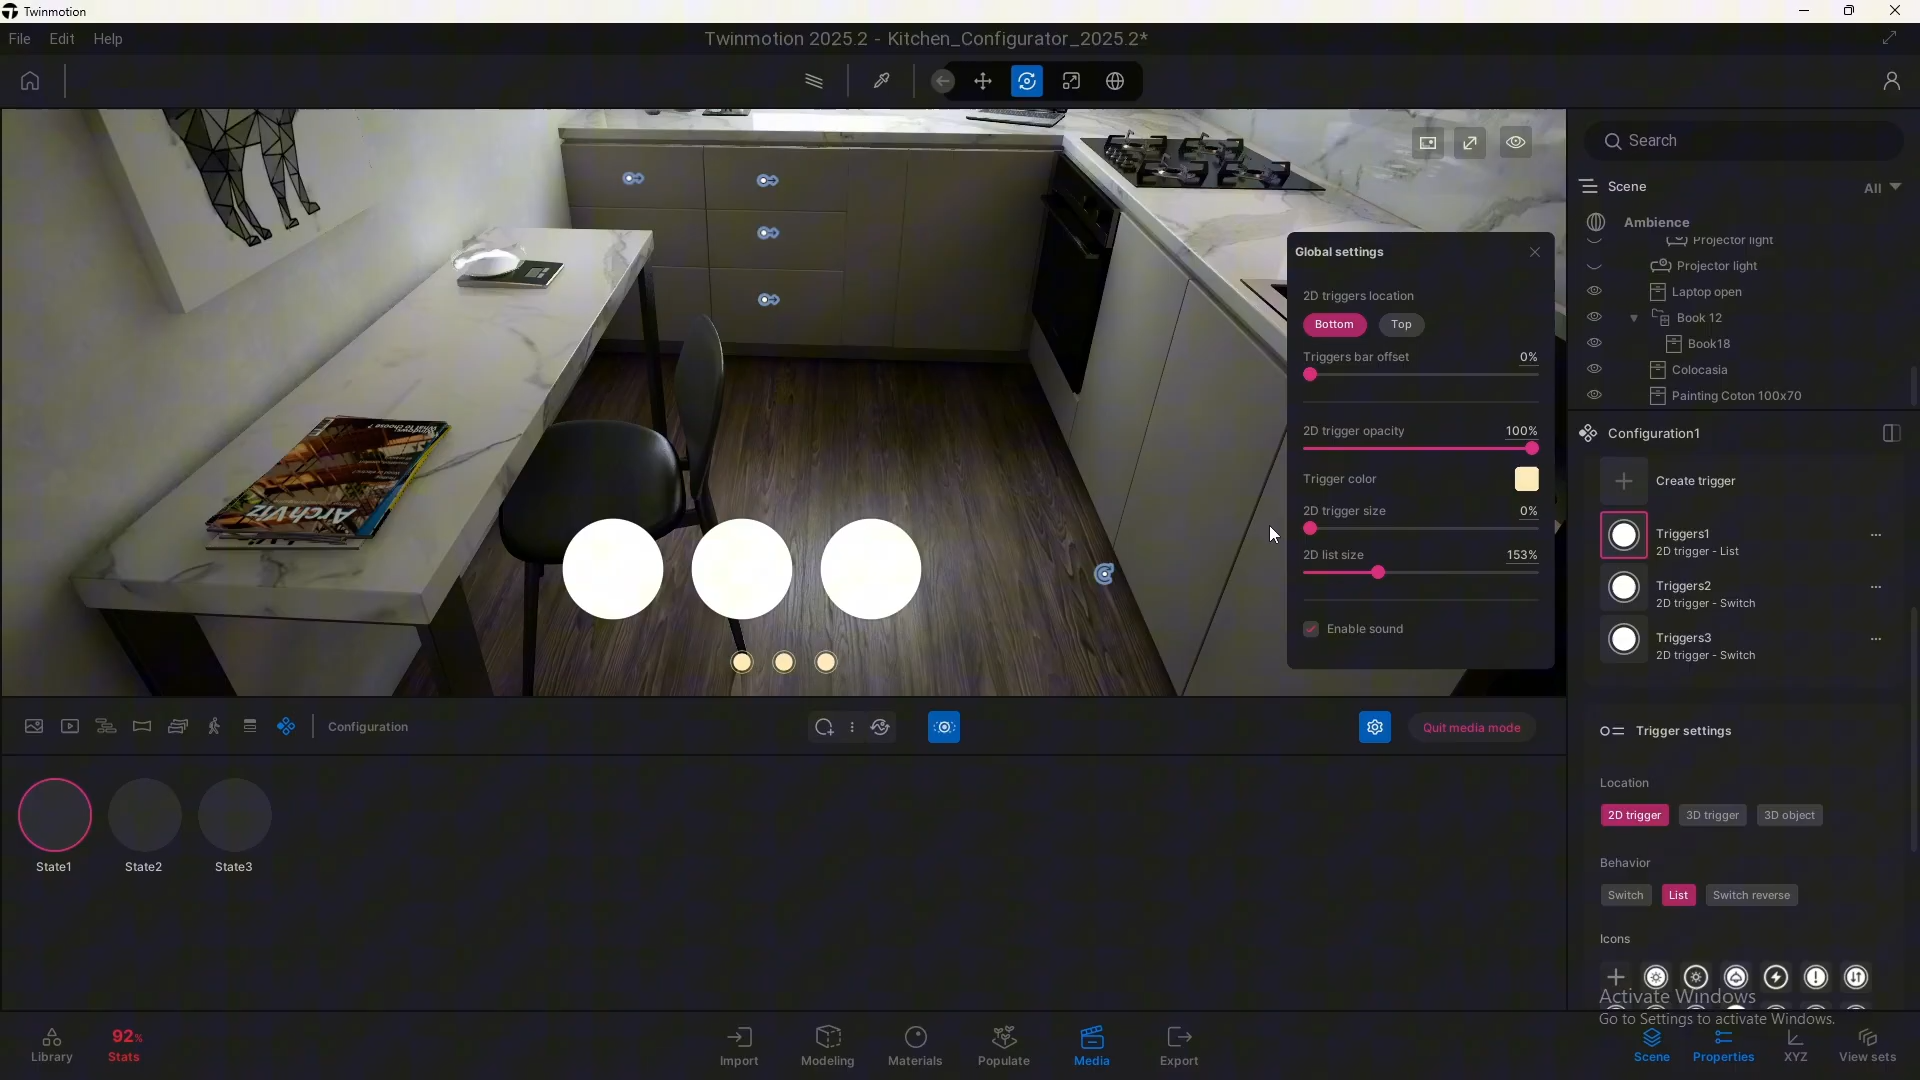 Twinmotion
File Edit Help
Twinmotion 2025.2 - Kitchen_Configurator_2025.2*
Search
Scene
All
Ambience
Projector light
Projector light
Laptop open
Book 12
Book18
Colocasia
Painting Coton 100x70
Global settings
2D triggers location
Bottom Top
Triggers bar offset 0%
2D trigger opacity 100%
Trigger color
2D trigger size 0%
2D list size 153%
Enable sound
ArchViz
Configuration1
Create trigger
Triggers1
2D trigger - List
Triggers2
2D trigger - Switch
Triggers3
2D trigger - Switch
Trigger settings
Location
2D trigger 3D trigger 3D object
Behavior
Switch List Switch reverse
Icons
Configuration
Quit media mode
State1 State2 State3
Activate Windows
Go to Settings to activate Windows.
Library
92%
Stats
Import Modeling Materials Populate Media Export
Scene Properties XYZ View sets